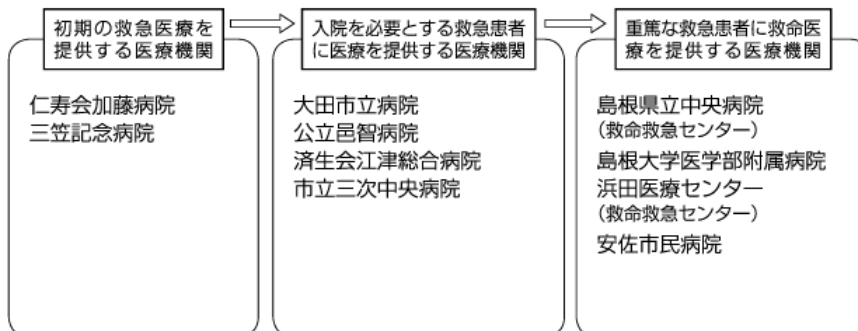 初期の救急医療を
提供する医療機関
仁寿会加藤病院
三笠記念病院
入院を必要とする救急患者
に医療を提供する医療機関
大田市立病院
公立邑智病院
済生会江津総合病院
市立三次中央病院
重篤な救急患者に救命医
療を提供する医療機関
島根県立中央病院
(救命救急センター)
島根大学医学部附属病院
浜田医療センター
(救命救急センター)
安佐市民病院